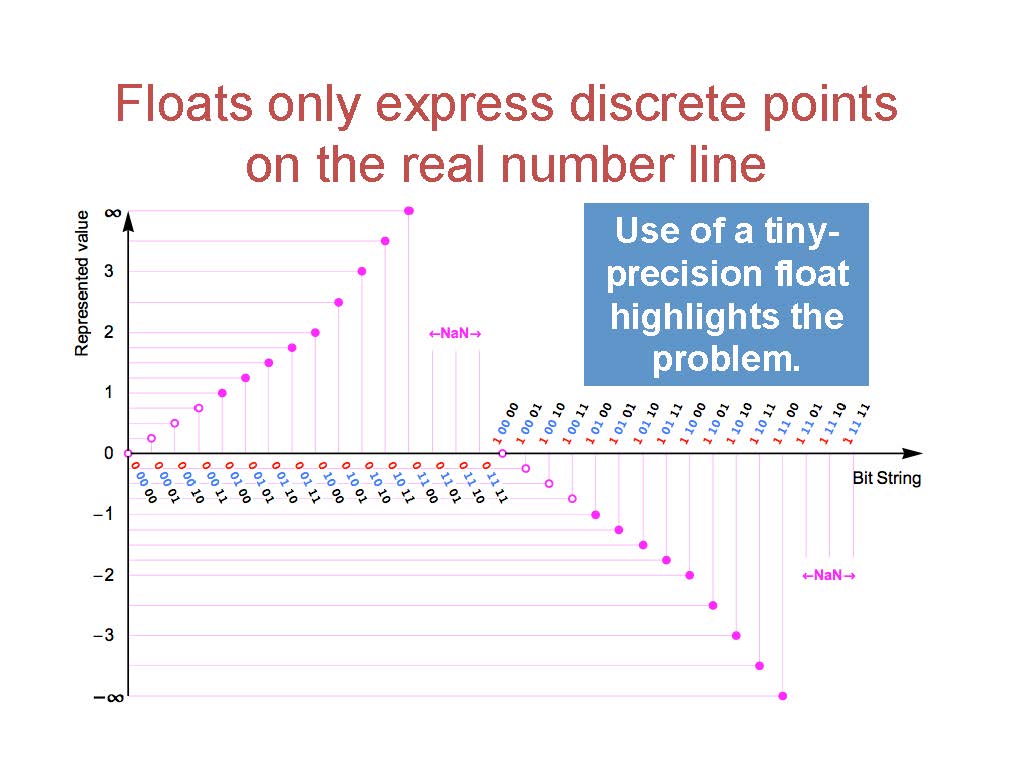 Floats only express discrete points
on the real number line
Use of a tiny-
precision float
highlights the
problem.
Represented value
∞
3
2
1
0
−1
−2
−3
−∞
←NaN→
0 00 00
0 00 01
0 00 10
0 00 11
0 01 00
0 01 01
0 01 10
0 01 11
0 10 00
0 10 01
0 10 10
0 10 11
0 11 00
0 11 01
0 11 10
0 11 11
1 00 00
1 00 01
1 00 10
1 00 11
1 01 00
1 01 01
1 01 10
1 01 11
1 10 00
1 10 01
1 10 10
1 10 11
1 11 00
1 11 01
1 11 10
1 11 11
Bit String
←NaN→